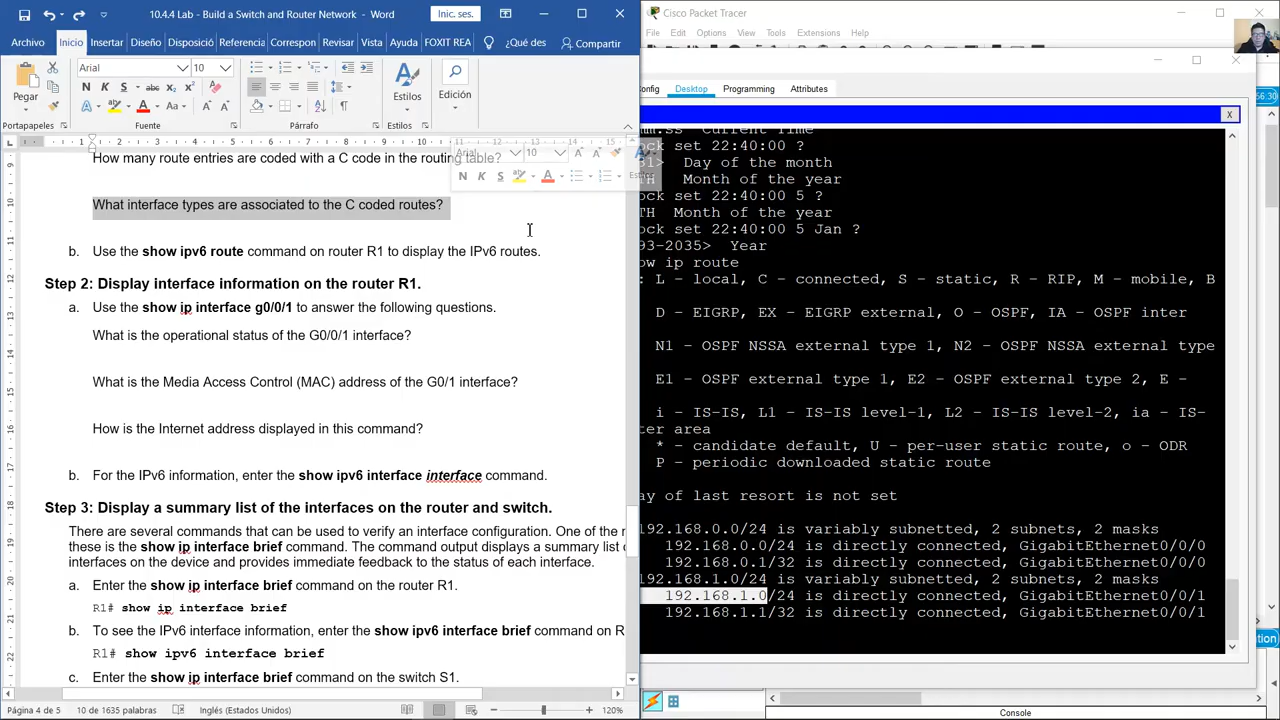 10.4.4 Lab - Build a Switch and Router Network - C...
Inic. ses.
Inicio
Disposició
Referencia
Correspon
Revisar
Vista
Ayuda
FOXIT REA
¿Qué des
Compartir
Pegar
Arial
10
Estilos
Edición
Portapapeles
Fuente
Párrafo
Estilos
How many route entries are coded with a C code in the routing table?
What interface types are associated to the C coded routes?
b. Use the show ipv6 route command on router R1 to display the IPv6 routes.
Step 2: Display interface information on the router R1.
a. Use the show ip interface g0/0/1 to answer the following questions.
What is the operational status of the G0/0/1 interface?
What is the Media Access Control (MAC) address of the G0/1 interface?
How is the Internet address displayed in this command?
b. For the IPv6 information, enter the show ipv6 interface interface command.
Step 3: Display a summary list of the interfaces on the router and switch.
There are several commands that can be used to verify an interface configuration. One of the
these is the show ip interface brief command. The command output displays a summary list
interfaces on the device and provides immediate feedback to the status of each interface.
a. Enter the show ip interface brief command on the router R1.
R1# show ip interface brief
b. To see the IPv6 interface information, enter the show ipv6 interface brief command on R
R1# show ipv6 interface brief
c. Enter the show ip interface brief command on the switch S1.
Página 4 de 5
10 de 1635 palabras
Inglés (Estados Unidos)
120%
Cisco Packet Tracer
File Edit Options View Tools Extensions Help
onfig Desktop Programming Attributes
X
56:30
Current Time
ock set 22:40:00 ?
31> Day of the month
TH Month of the year
ock set 22:40:00 5 ?
TH Month of the year
ock set 22:40:00 5 Jan ?
93-2035> Year
ow ip route
: L - local, C - connected, S - static, R - RIP, M - mobile, B
D - EIGRP, EX - EIGRP external, O - OSPF, IA - OSPF inter
N1 - OSPF NSSA external type 1, N2 - OSPF NSSA external type
E1 - OSPF external type 1, E2 - OSPF external type 2, E -
i - IS-IS, L1 - IS-IS level-1, L2 - IS-IS level-2, ia - IS-
ter area
* - candidate default, U - per-user static route, o - ODR
P - periodic downloaded static route
ay of last resort is not set
192.168.0.0/24 is variably subnetted, 2 subnets, 2 masks
192.168.0.0/24 is directly connected, GigabitEthernet0/0/0
192.168.0.1/32 is directly connected, GigabitEthernet0/0/0
192.168.1.0/24 is variably subnetted, 2 subnets, 2 masks
192.168.1.0/24 is directly connected, GigabitEthernet0/0/1
192.168.1.1/32 is directly connected, GigabitEthernet0/0/1
Console